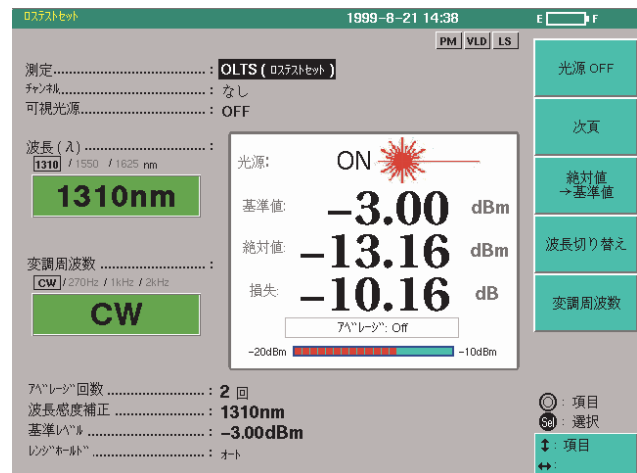 ロステストセット 1999-8-21 14:38 E F
PM VLD LS
測定 : OLTS ( ロステストセット )
チャンネル : なし
可視光源 : OFF
波長 ( λ ) :
1310 / 1550 / 1625 nm
1310nm
変調周波数 :
CW / 270Hz / 1kHz / 2kHz
CW
光源: ON
基準値: -3.00 dBm
絶対値: -13.16 dBm
損失: -10.16 dB
アベレージ: Off
-20dBm -10dBm
アベレージ回数 : 2 回
波長感度補正 : 1310nm
基準レベル : -3.00dBm
レンジホールド : オート
光源 OFF
次頁
絶対値
→基準値
波長切り替え
変調周波数
◎ : 項目
Sel : 選択
↕ : 項目
↔ :